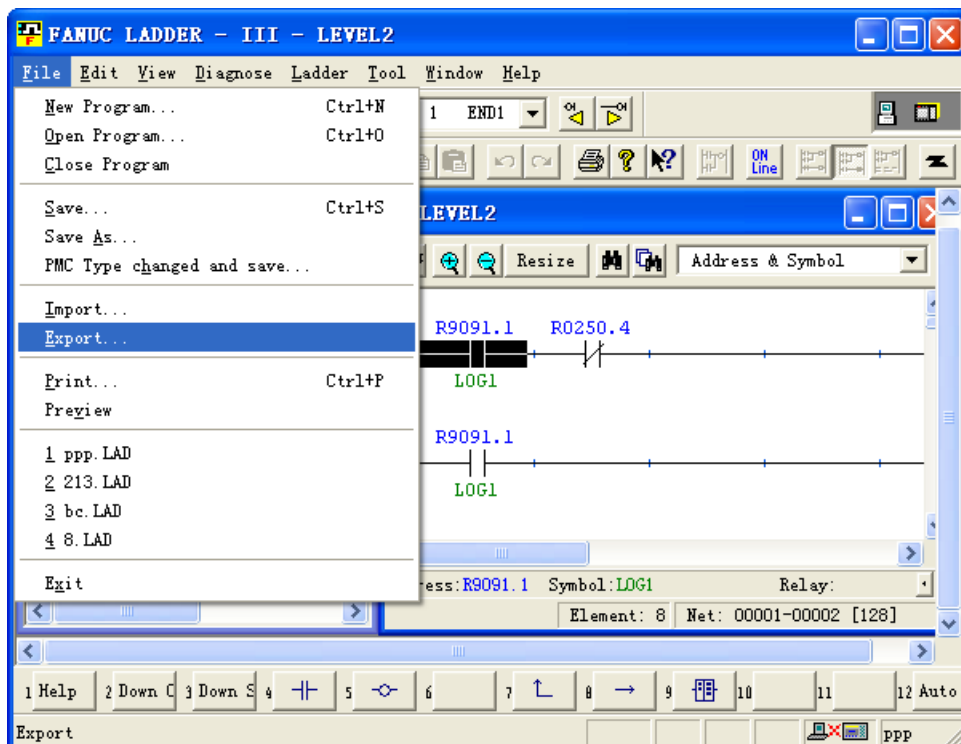 FANUC LADDER - III - LEVEL2
File Edit View Diagnose Ladder Tool Window Help
New Program... Ctrl+N
Open Program... Ctrl+O
Close Program
Save... Ctrl+S
Save As...
PMC Type changed and save...
Import...
Export...
Print... Ctrl+P
Preview
1 ppp.LAD
2 213.LAD
3 bc.LAD
4 8.LAD
Exit
1 END1
ON Line
LEVEL2
Resize Address & Symbol
R9091.1 R0250.4
LOG1
R9091.1
LOG1
ess:R9091.1 Symbol:LOG1 Relay:
Element: 8 Net: 00001-00002 [128]
1 Help 2 Down C 3 Down S 4 5 6 7 8 9 10 11 12 Auto
Export ppp